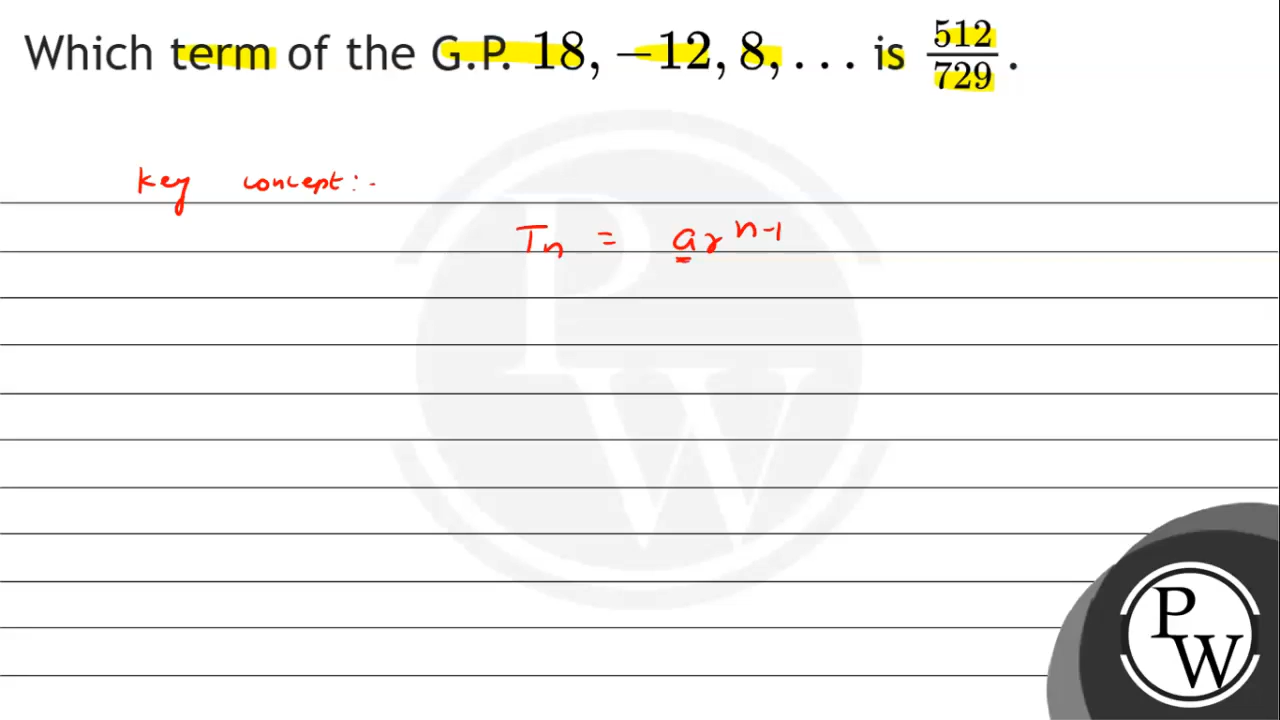 Which term of the G.P. 18, −12, 8, … is 512/729 .
Key concept:-
Tn = ar^n-1
P
W
P
W